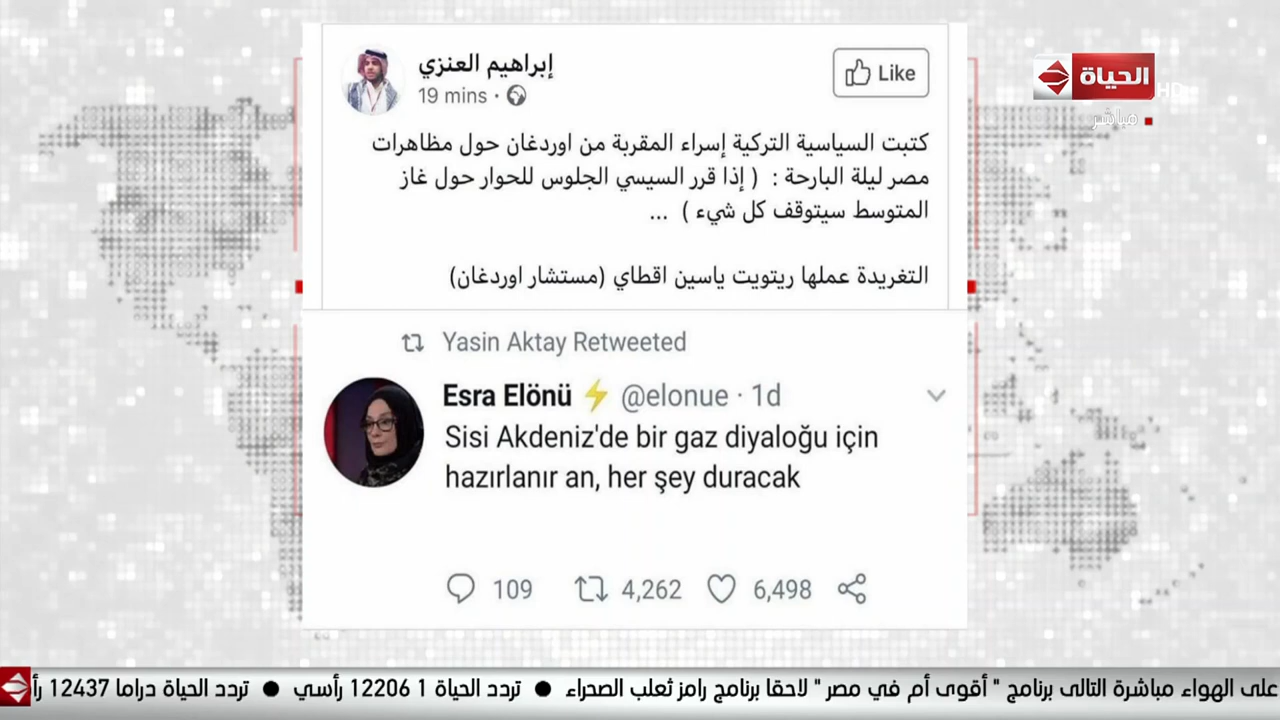 إبراهيم العنزي
19 mins ·
Like
كتبت السياسية التركية إسراء المقربة من اوردغان حول مظاهرات
مصر ليلة البارحة : ( إذا قرر السيسي الجلوس للحوار حول غاز
المتوسط سيتوقف كل شيء ) ...
التغريدة عملها ريتويت ياسين اقطاي (مستشار اوردغان)
Yasin Aktay Retweeted
Esra Elönü ⚡ @elonue · 1d
Sisi Akdeniz'de bir gaz diyaloğu için
hazırlanır an, her şey duracak
109 4,262 6,498
الحياة HD
مباشر
على الهواء مباشرة التالى برنامج " أقوى أم في مصر " لاحقا برنامج رامز ثعلب الصحراء ● تردد الحياة 1 12206 رأسي ● تردد الحياة دراما 12437 رأ